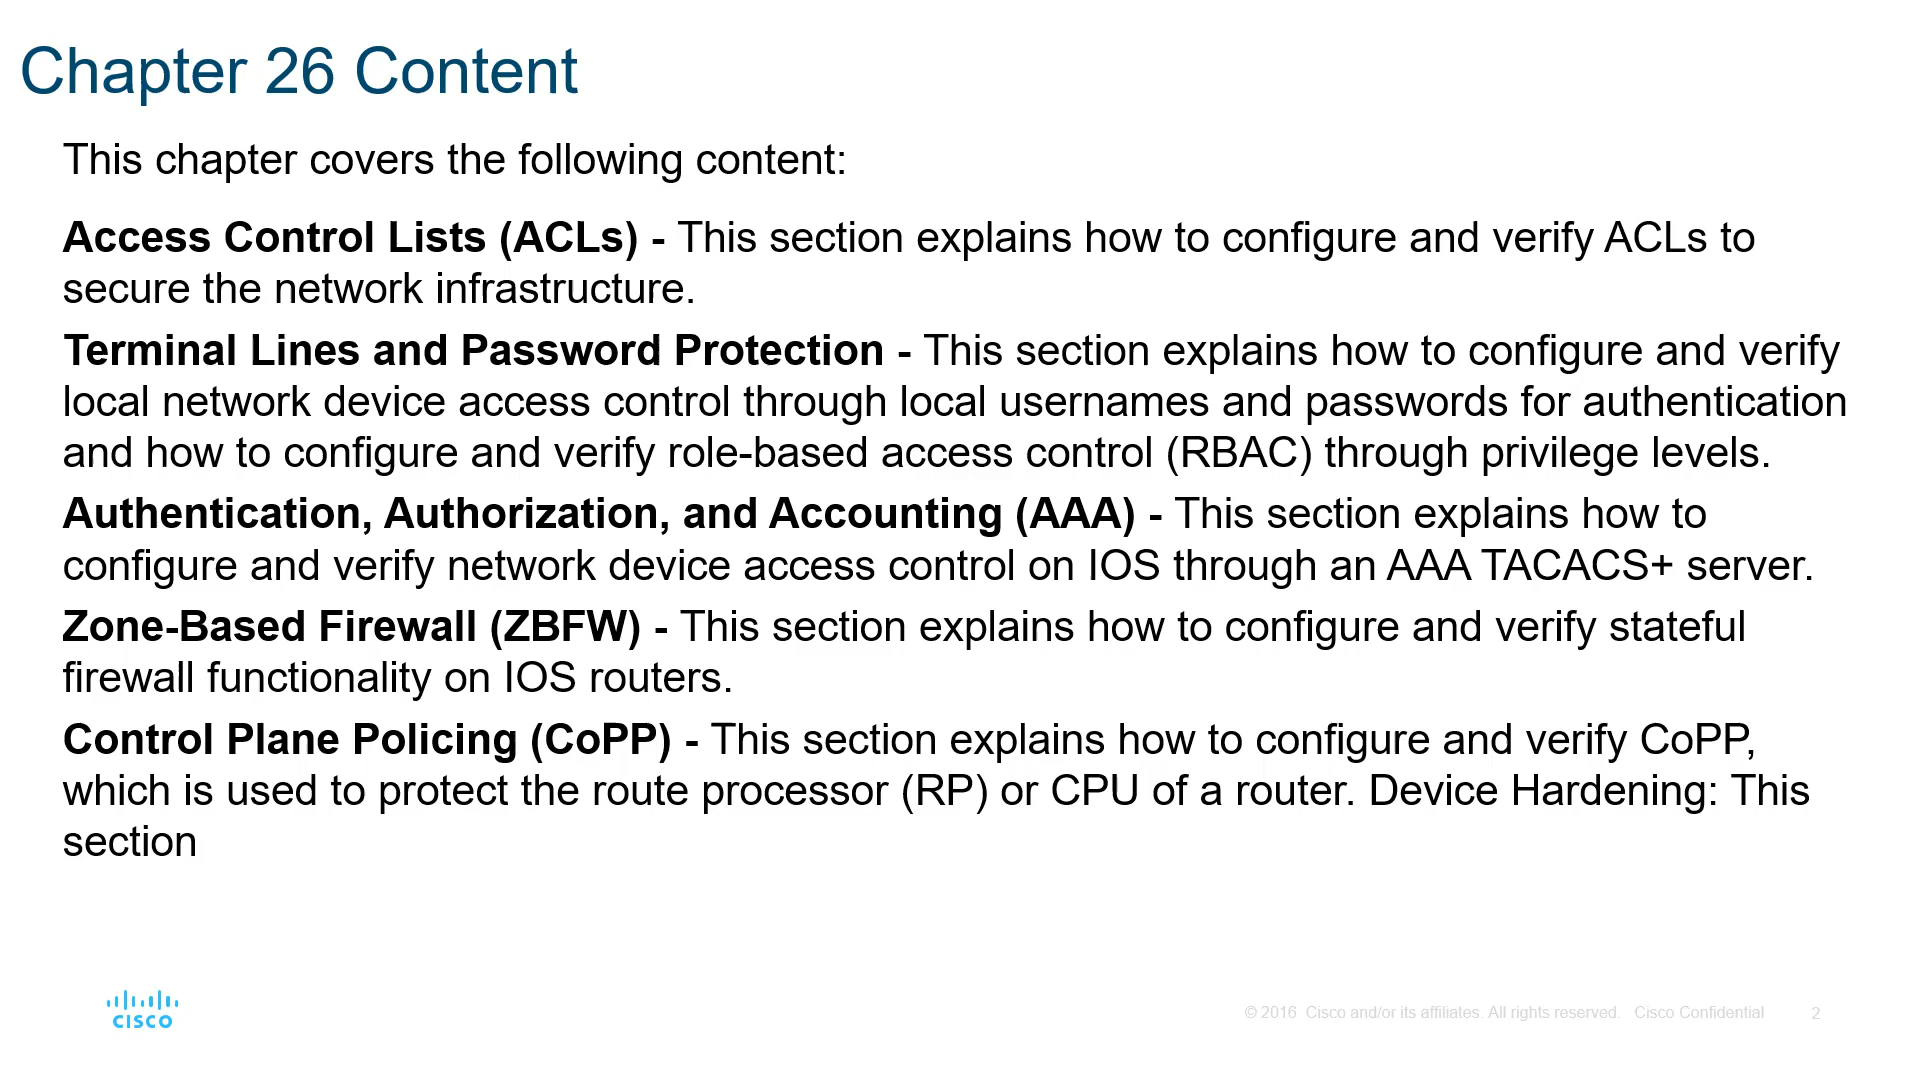 Chapter 26 Content
This chapter covers the following content:
Access Control Lists (ACLs) - This section explains how to configure and verify ACLs to
secure the network infrastructure.
Terminal Lines and Password Protection - This section explains how to configure and verify
local network device access control through local usernames and passwords for authentication
and how to configure and verify role-based access control (RBAC) through privilege levels.
Authentication, Authorization, and Accounting (AAA) - This section explains how to
configure and verify network device access control on IOS through an AAA TACACS+ server.
Zone-Based Firewall (ZBFW) - This section explains how to configure and verify stateful
firewall functionality on IOS routers.
Control Plane Policing (CoPP) - This section explains how to configure and verify CoPP,
which is used to protect the route processor (RP) or CPU of a router. Device Hardening: This
section
CISCO
© 2016 Cisco and/or its affiliates. All rights reserved. Cisco Confidential 2